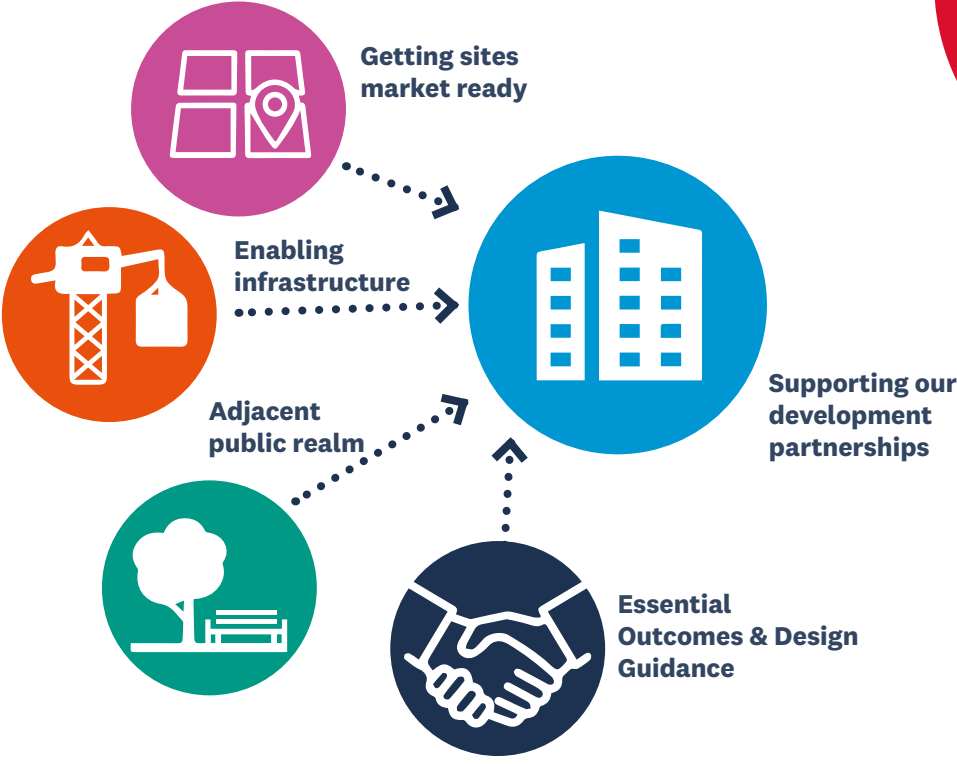 Getting sites
market ready
Enabling
infrastructure
Adjacent
public realm
Supporting our
development
partnerships
Essential
Outcomes & Design
Guidance